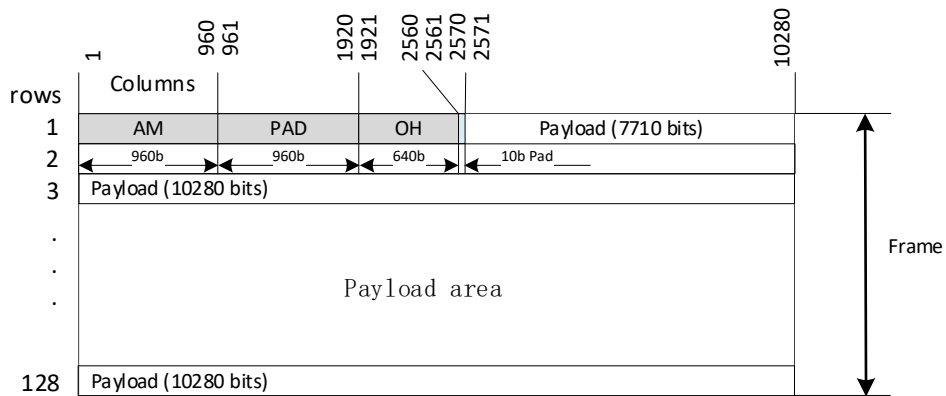 1
960
961
1920
1921
2560
2561
2570
2571
10280
Columns
rows
1 AM PAD OH Payload (7710 bits)
2 960b 960b 640b 10b Pad
3 Payload (10280 bits)
.
.
.
Payload area
Frame
128 Payload (10280 bits)